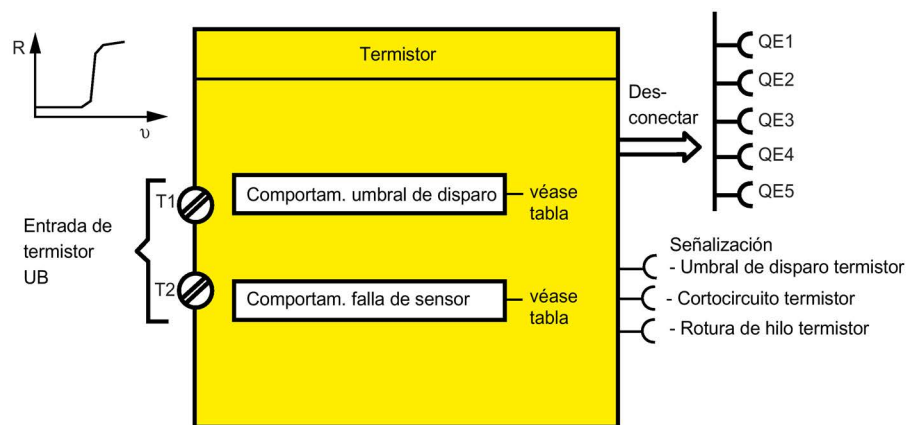 R
υ
Termistor
Des-
conectar
QE1
QE2
QE3
QE4
QE5
Entrada de
termistor
UB
T1
T2
Comportam. umbral de disparo
véase
tabla
Comportam. falla de sensor
véase
tabla
Señalización
- Umbral de disparo termistor
- Cortocircuito termistor
- Rotura de hilo termistor